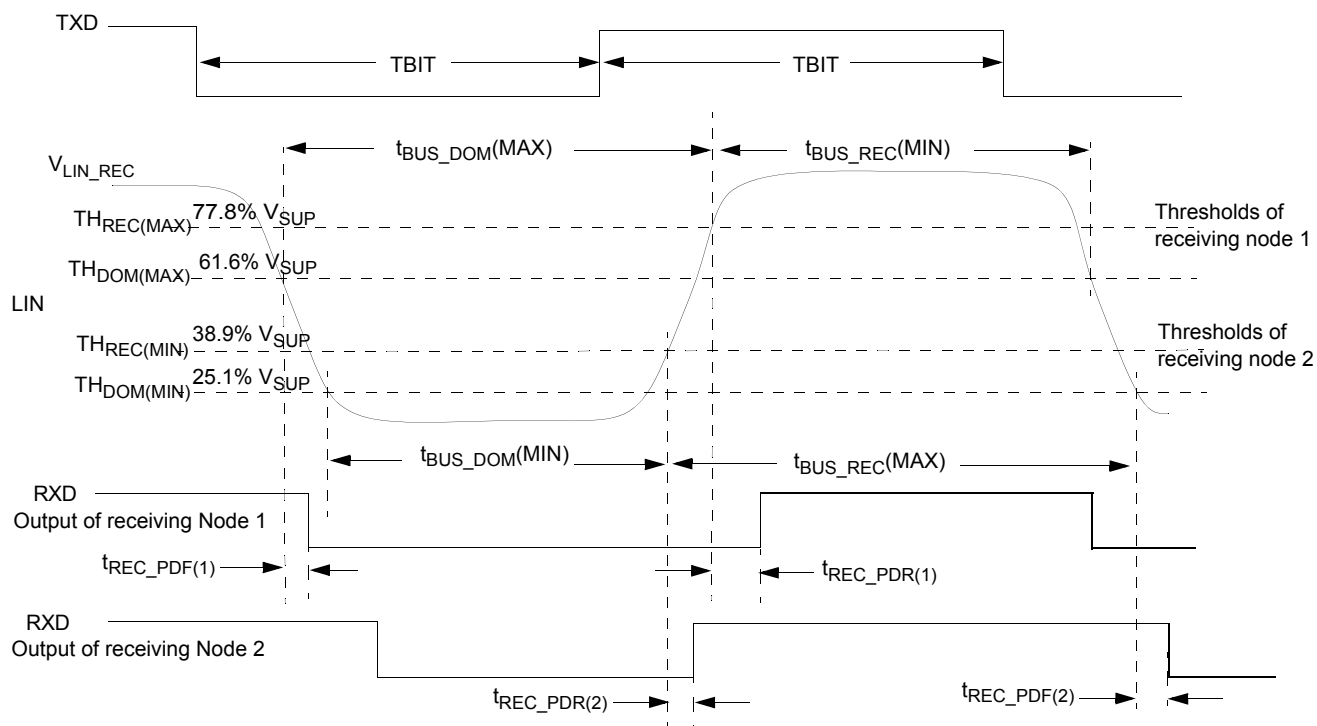 TXD
TBIT
TBIT
tBUS_DOM(MAX)
tBUS_REC(MIN)
VLIN_REC
THREC(MAX) 77.8% VSUP
Thresholds of
receiving node 1
THDOM(MAX) 61.6% VSUP
LIN
THREC(MIN) 38.9% VSUP
Thresholds of
receiving node 2
THDOM(MIN) 25.1% VSUP
tBUS_DOM(MIN)
tBUS_REC(MAX)
RXD
Output of receiving Node 1
tREC_PDF(1)
tREC_PDR(1)
RXD
Output of receiving Node 2
tREC_PDR(2)
tREC_PDF(2)